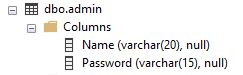 dbo.admin
Columns
Name (varchar(20), null)
Password (varchar(15), null)